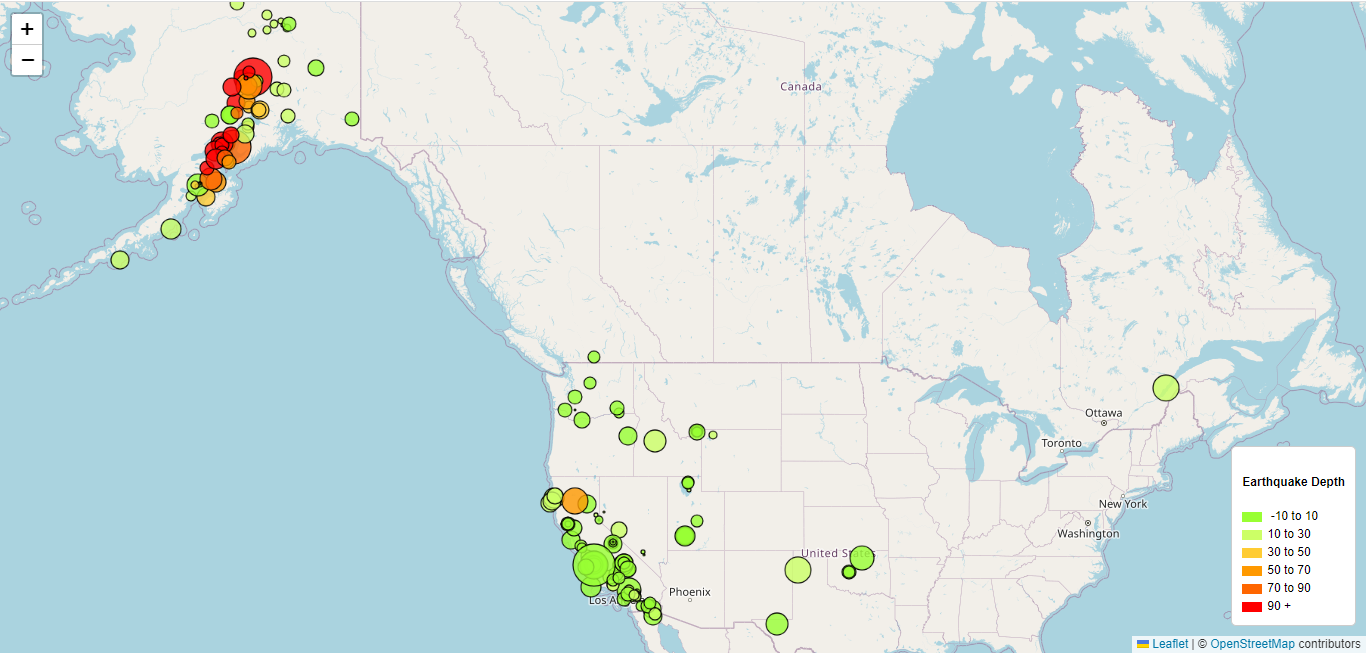 +
−
Canada
Ottawa
Toronto
New York
Washington
United States
Phoenix
Los A
Earthquake Depth
-10 to 10
10 to 30
30 to 50
50 to 70
70 to 90
90 +
Leaflet | © OpenStreetMap contributors